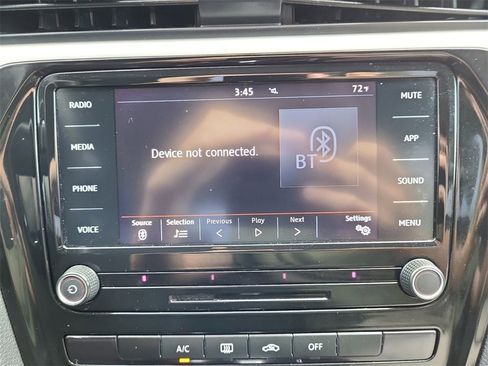 3:45 72°F
RADIO
MEDIA
PHONE
VOICE
Device not connected.
BT
MUTE
APP
SOUND
MENU
Source Selection Previous Play Next Settings
A/C OFF